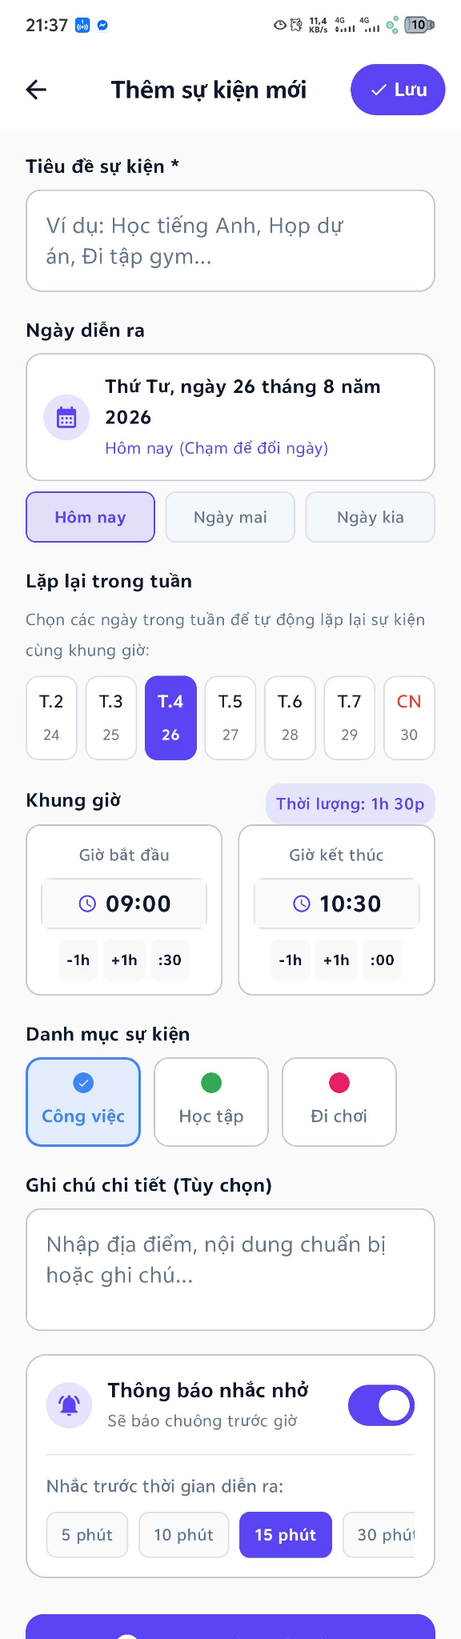 21:37
11,4 KB/s 4G 4G 10
Thêm sự kiện mới
Lưu
Tiêu đề sự kiện *
Ví dụ: Học tiếng Anh, Họp dự
án, Đi tập gym...
Ngày diễn ra
Thứ Tư, ngày 26 tháng 8 năm
2026
Hôm nay (Chạm để đổi ngày)
Hôm nay Ngày mai Ngày kia
Lặp lại trong tuần
Chọn các ngày trong tuần để tự động lặp lại sự kiện
cùng khung giờ:
T.2 T.3 T.4 T.5 T.6 T.7 CN
24 25 26 27 28 29 30
Khung giờ
Thời lượng: 1h 30p
Giờ bắt đầu Giờ kết thúc
09:00 10:30
-1h +1h :30 -1h +1h :00
Danh mục sự kiện
Công việc Học tập Đi chơi
Ghi chú chi tiết (Tùy chọn)
Nhập địa điểm, nội dung chuẩn bị
hoặc ghi chú...
Thông báo nhắc nhở
Sẽ báo chuông trước giờ
Nhắc trước thời gian diễn ra:
5 phút 10 phút 15 phút 30 phút